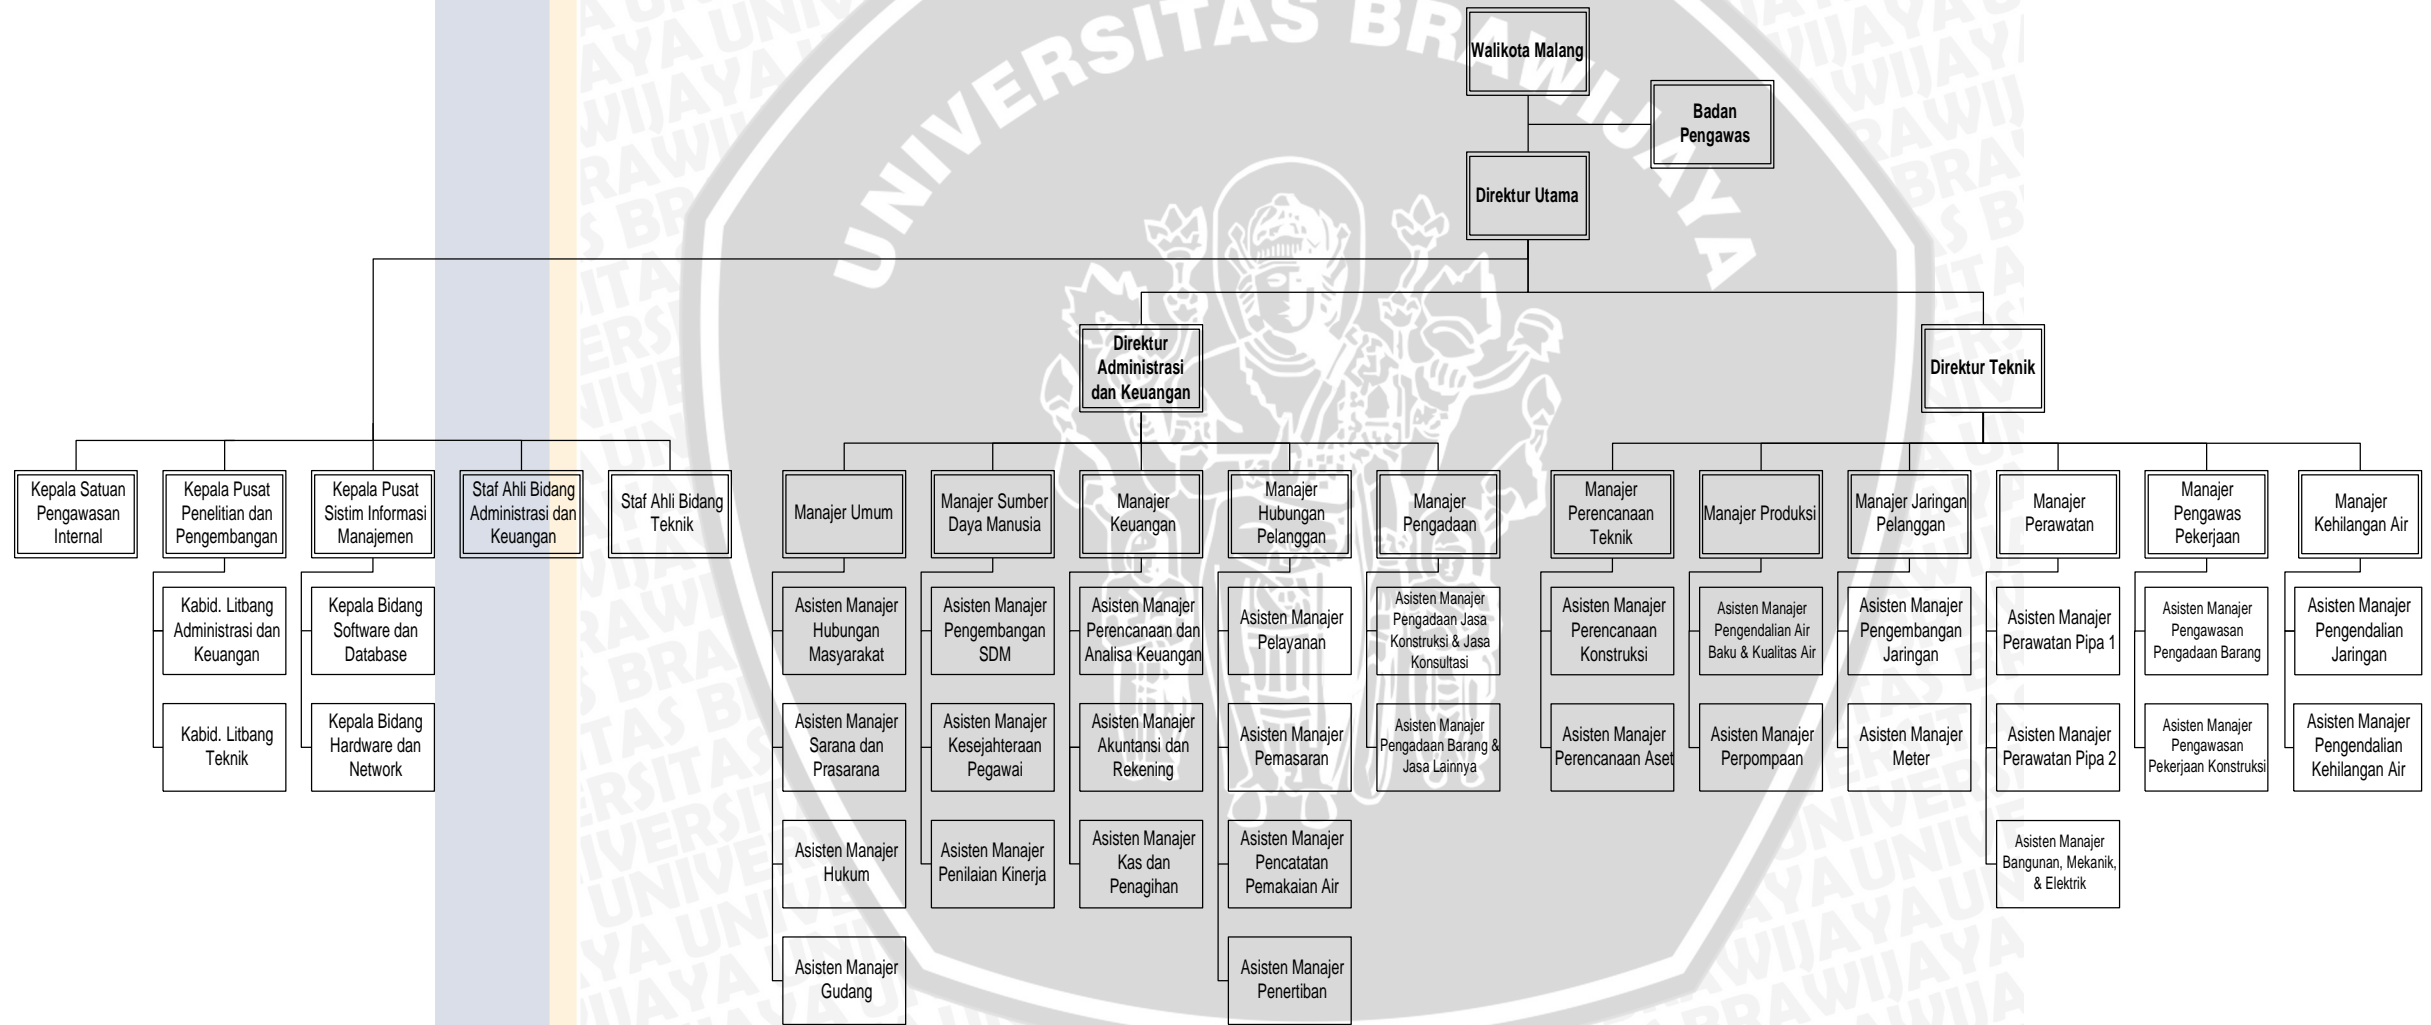 UNIVERSITAS BRAWIJAYA
Walikota Malang
Badan
Pengawas
Direktur Utama
Direktur
Administrasi
dan Keuangan
Direktur Teknik
Kepala Satuan
Pengawasan
Internal
Kepala Pusat
Penelitian dan
Pengembangan
Kepala Pusat
Sistim Informasi
Manajemen
Staf Ahli Bidang
Administrasi dan
Keuangan
Staf Ahli Bidang
Teknik
Manajer Umum
Manajer Sumber
Daya Manusia
Manajer
Keuangan
Manajer
Hubungan
Pelanggan
Manajer
Pengadaan
Manajer
Perencanaan
Teknik
Manajer Produksi
Manajer Jaringan
Pelanggan
Manajer
Perawatan
Manajer
Pengawas
Pekerjaan
Manajer
Kehilangan Air
Kabid. Litbang
Administrasi dan
Keuangan
Kepala Bidang
Software dan
Database
Asisten Manajer
Hubungan
Masyarakat
Asisten Manajer
Pengembangan
SDM
Asisten Manajer
Perencanaan dan
Analisa Keuangan
Asisten Manajer
Pelayanan
Asisten Manajer
Pengadaan Jasa
Konstruksi & Jasa
Konsultasi
Asisten Manajer
Perencanaan
Konstruksi
Asisten Manajer
Pengendalian Air
Baku & Kualitas Air
Asisten Manajer
Pengembangan
Jaringan
Asisten Manajer
Perawatan Pipa 1
Asisten Manajer
Pengawasan
Pengadaan Barang
Asisten Manajer
Pengendalian
Jaringan
Kabid. Litbang
Teknik
Kepala Bidang
Hardware dan
Network
Asisten Manajer
Sarana dan
Prasarana
Asisten Manajer
Kesejahteraan
Pegawai
Asisten Manajer
Akuntansi dan
Rekening
Asisten Manajer
Pemasaran
Asisten Manajer
Pengadaan Barang &
Jasa Lainnya
Asisten Manajer
Perencanaan Aset
Asisten Manajer
Perpompaan
Asisten Manajer
Meter
Asisten Manajer
Perawatan Pipa 2
Asisten Manajer
Pengawasan
Pekerjaan Konstruksi
Asisten Manajer
Pengendalian
Kehilangan Air
Asisten Manajer
Hukum
Asisten Manajer
Penilaian Kinerja
Asisten Manajer
Kas dan
Penagihan
Asisten Manajer
Pencatatan
Pemakaian Air
Asisten Manajer
Bangunan, Mekanik,
& Elektrik
Asisten Manajer
Gudang
Asisten Manajer
Penertiban